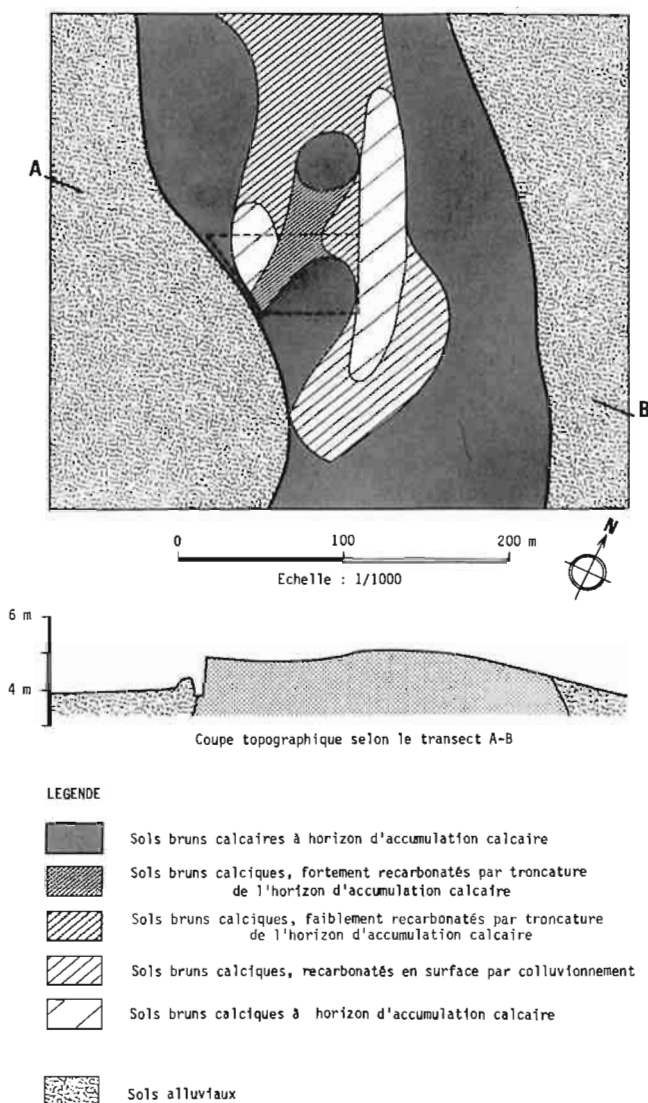 A
B
0 100 200 m
Echelle : 1/1000
N
6 m
4 m
Coupe topographique selon le transect A-B
LEGENDE
Sols bruns calcaires à horizon d'accumulation calcaire
Sols bruns calciques, fortement recarbonatés par troncature
de l'horizon d'accumulation calcaire
Sols bruns calciques, faiblement recarbonatés par troncature
de l'horizon d'accumulation calcaire
Sols bruns calciques, recarbonatés en surface par colluvionnement
Sols bruns calciques à horizon d'accumulation calcaire
Sols alluviaux